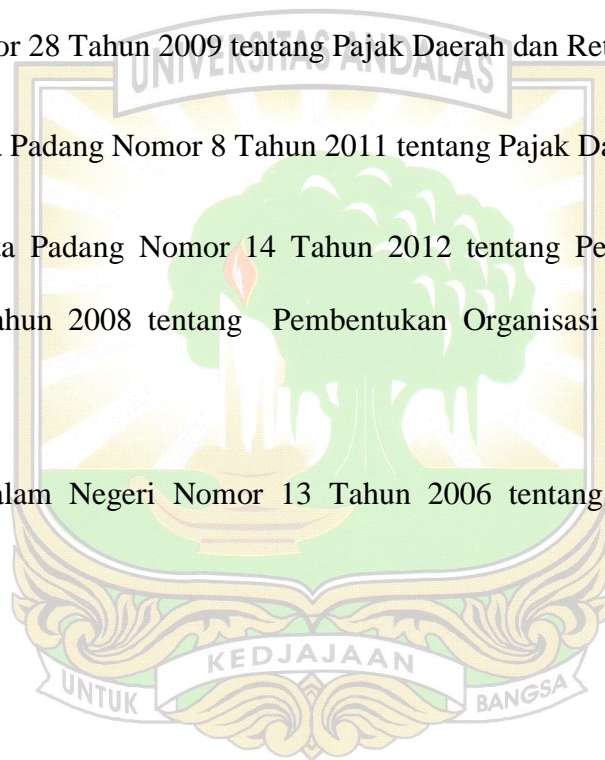 or 28 Tahun 2009 tentang Pajak Daerah dan Ret
UNIVERSITAS ANDALAS
a Padang Nomor 8 Tahun 2011 tentang Pajak Da
ta Padang Nomor 14 Tahun 2012 tentang Pe
ahun 2008 tentang Pembentukan Organisasi
alam Negeri Nomor 13 Tahun 2006 tentang
KEDJAJAAN
UNTUK
BANGSA